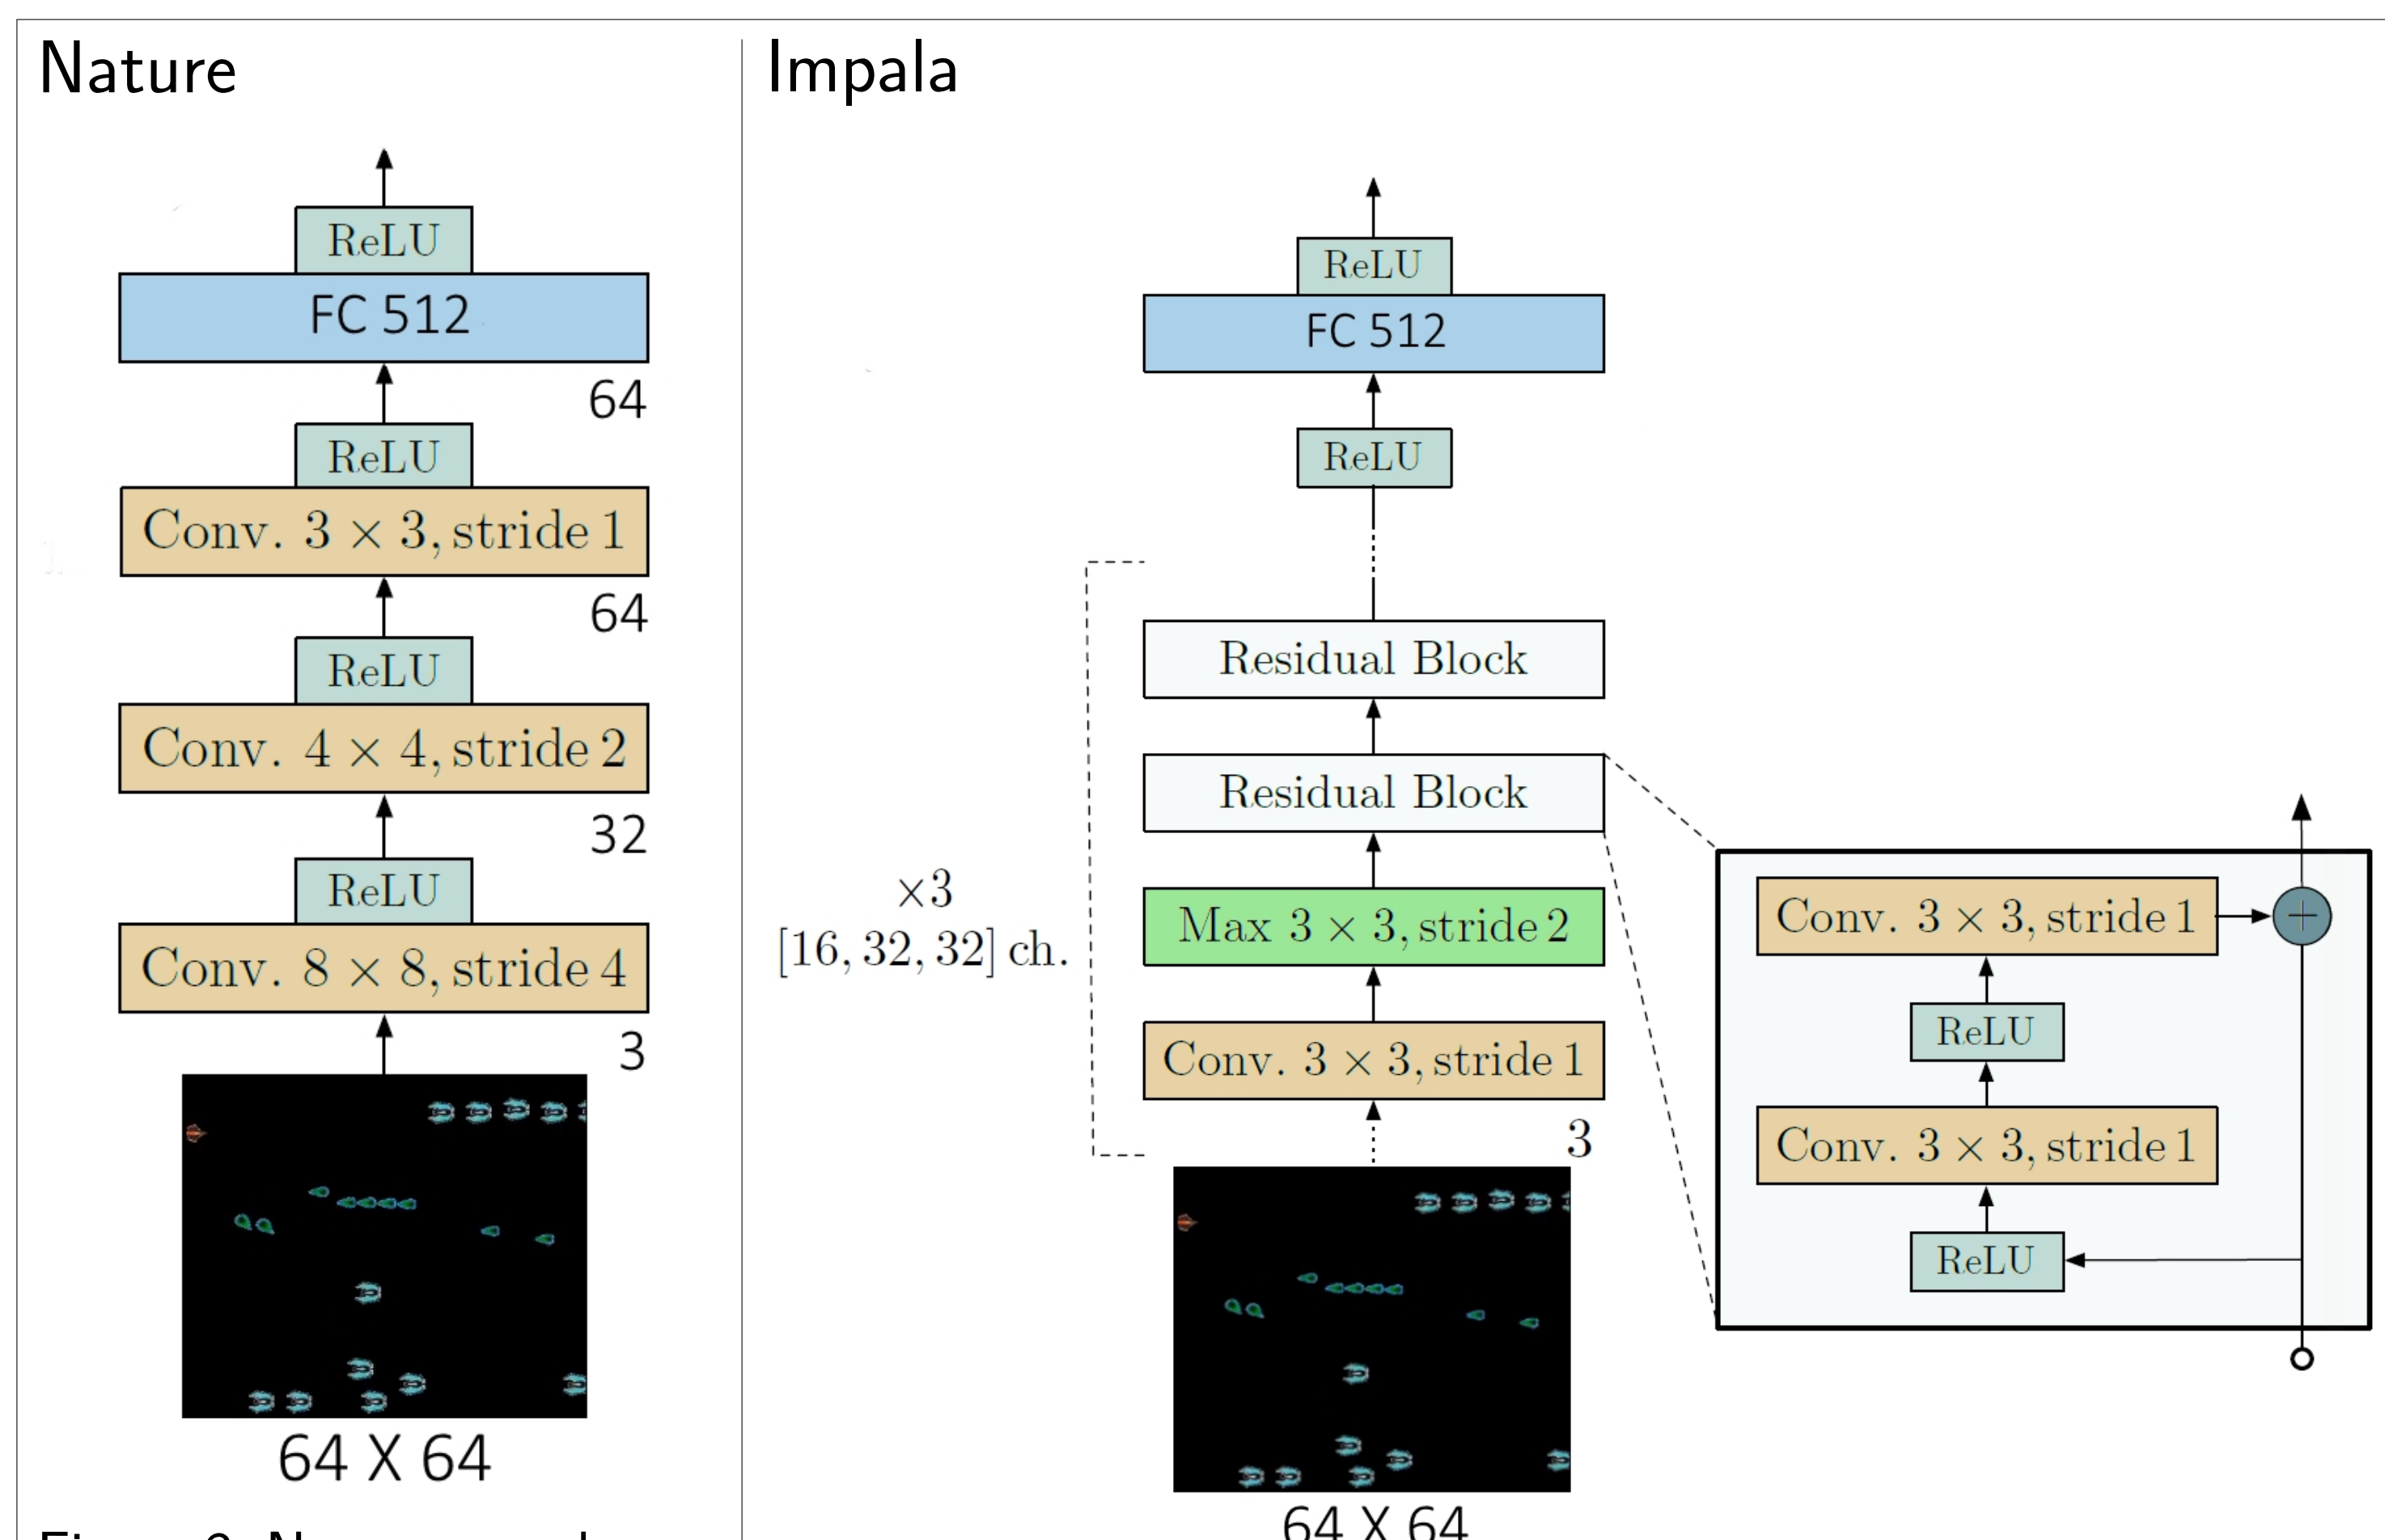 Nature
ReLU
FC 512
64
ReLU
Conv. 3 × 3, stride 1
64
ReLU
Conv. 4 × 4, stride 2
32
ReLU
Conv. 8 × 8, stride 4
3
64 X 64
Impala
ReLU
FC 512
ReLU
Residual Block
Residual Block
×3
[16, 32, 32] ch.
Max 3 × 3, stride 2
Conv. 3 × 3, stride 1
3
64 X 64
Conv. 3 × 3, stride 1
+
ReLU
Conv. 3 × 3, stride 1
ReLU